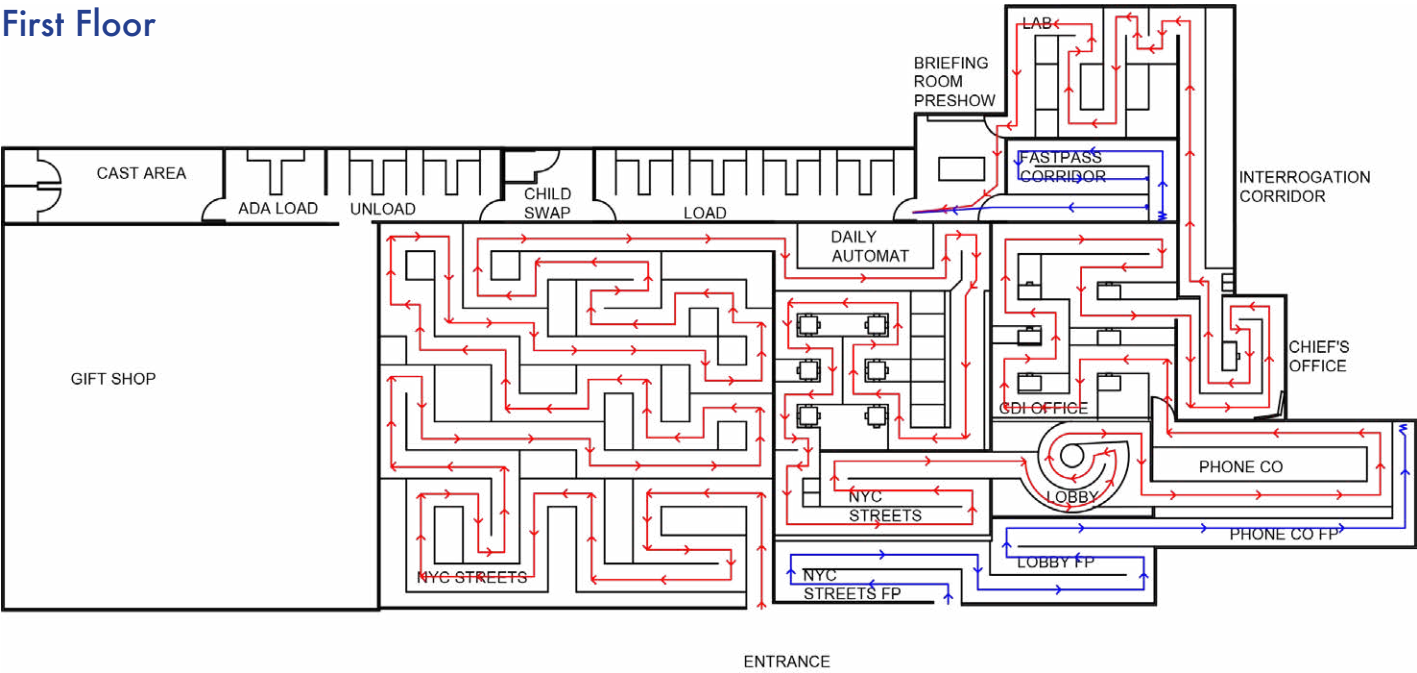 First Floor
LAB
BRIEFING
ROOM
PRESHOW
CAST AREA
FASTPASS
CORRIDOR
INTERROGATION
CORRIDOR
ADA LOAD
UNLOAD
CHILD
SWAP
LOAD
DAILY
AUTOMAT
GIFT SHOP
CHIEF'S
OFFICE
CDI OFFICE
PHONE CO
LOBBY
NYC
STREETS
PHONE CO FP
LOBBY FP
NYC STREETS
NYC
STREETS FP
ENTRANCE